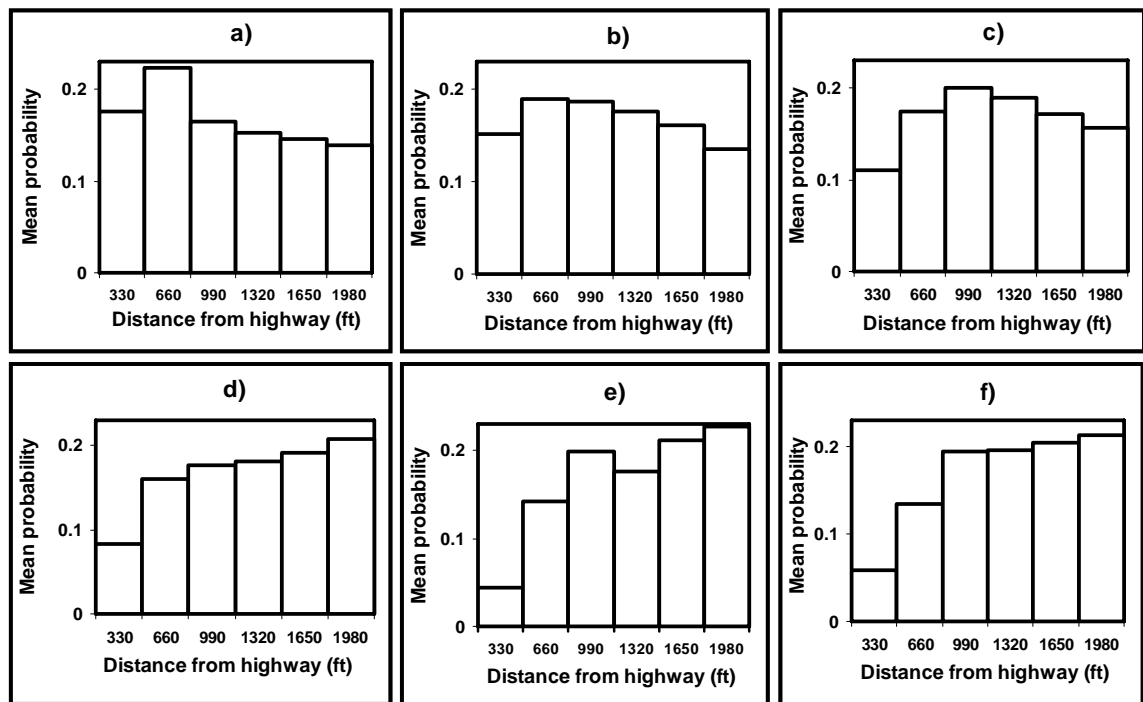 a)
Mean probability
0.2
0.1
0
330 660 990 1320 1650 1980
Distance from highway (ft)
b)
Mean probability
0.2
0.1
0
330 660 990 1320 1650 1980
Distance from highway (ft)
c)
Mean probability
0.2
0.1
0
330 660 990 1320 1650 1980
Distance from highway (ft)
d)
Mean probability
0.2
0.1
0
330 660 990 1320 1650 1980
Distance from highway (ft)
e)
Mean probability
0.2
0.1
0
330 660 990 1320 1650 1980
Distance from highway (ft)
f)
Mean probability
0.2
0.1
0
330 660 990 1320 1650 1980
Distance from highway (ft)